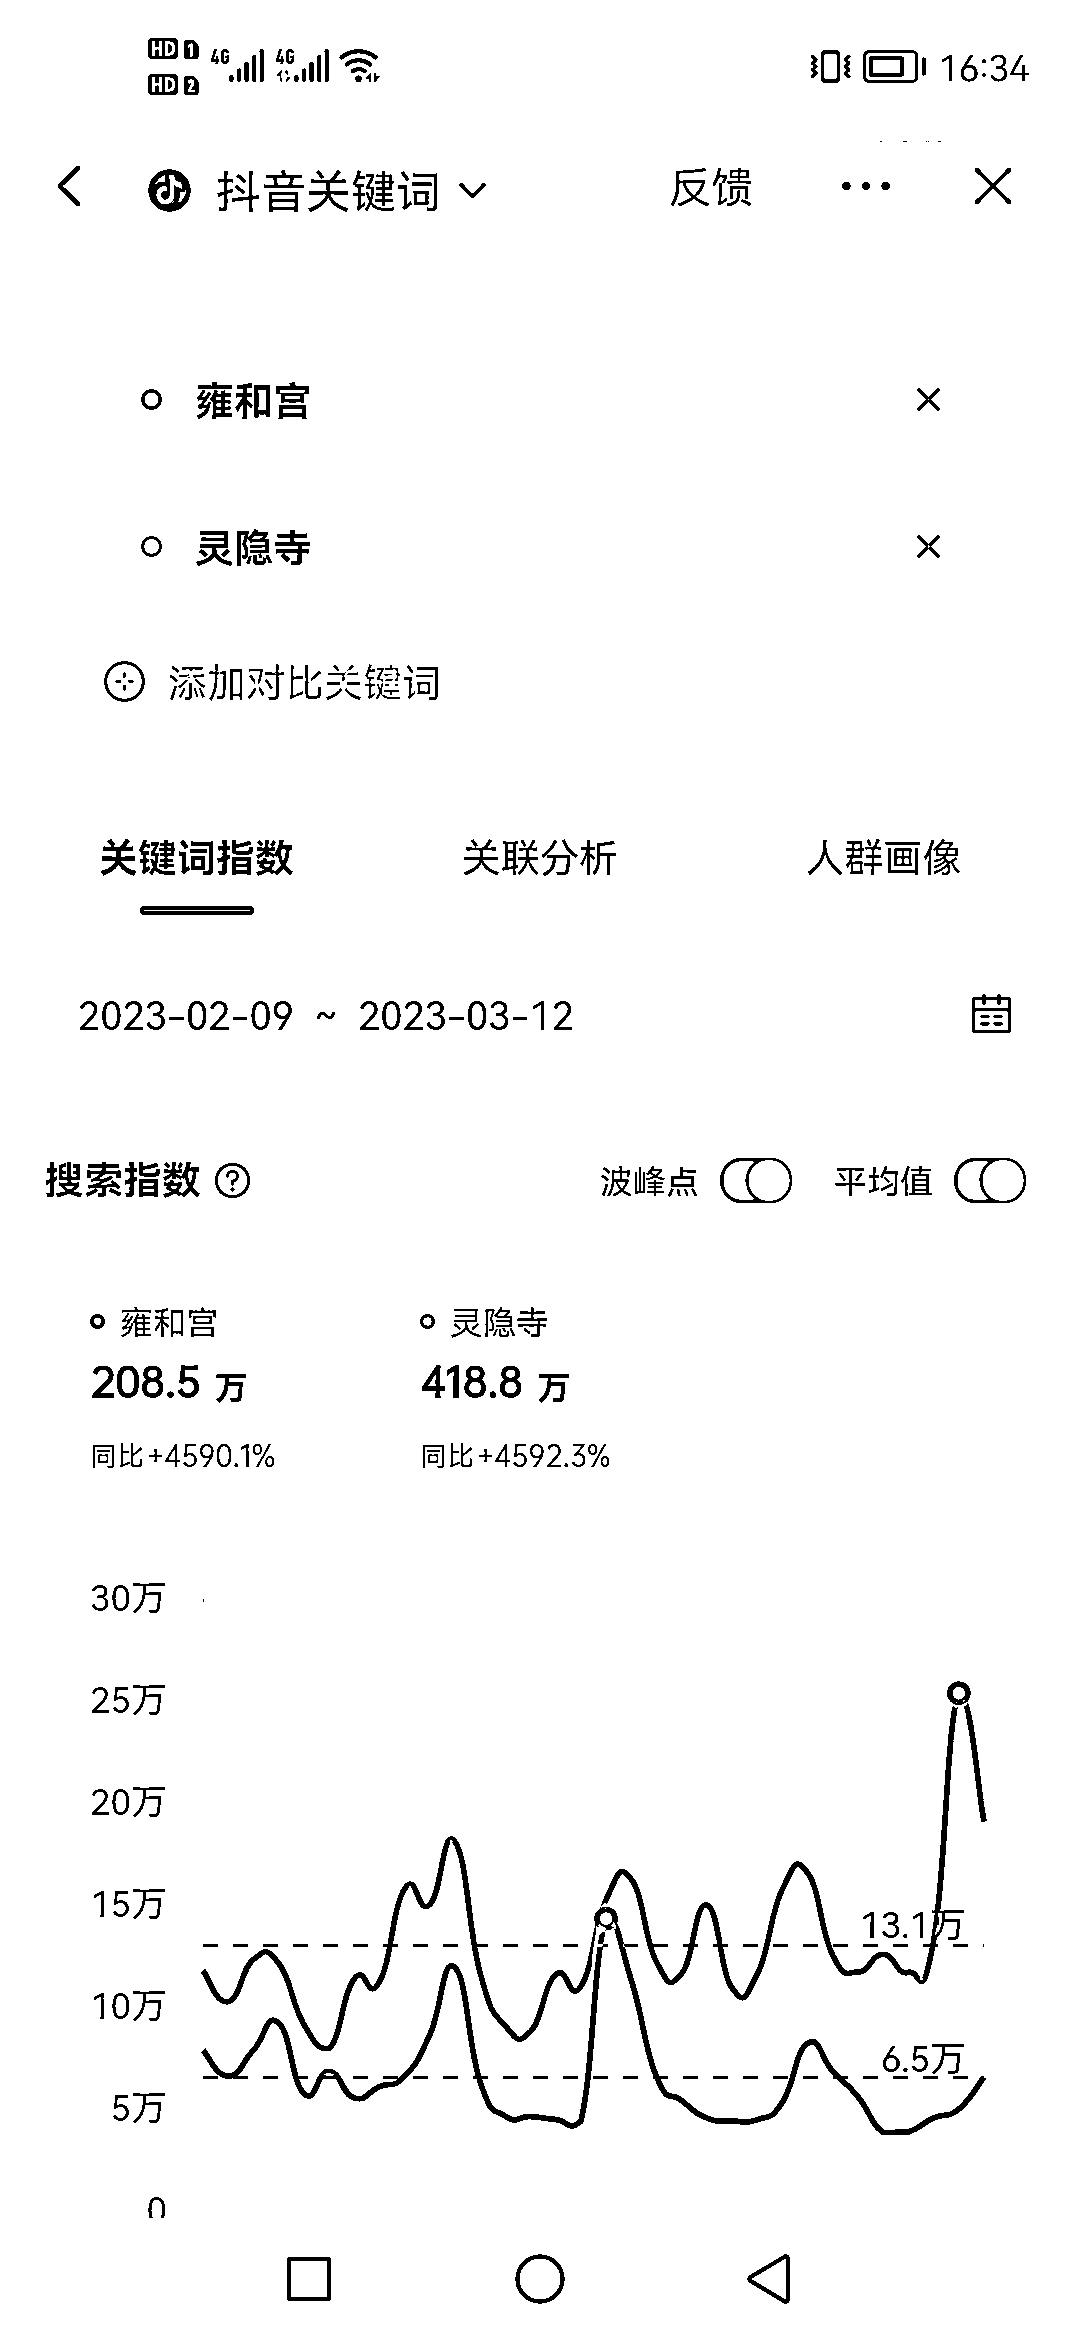 HD 1 4G 4G 16:34
HD 2
抖音关键词 反馈
雍和宫
灵隐寺
添加对比关键词
关键词指数 关联分析 人群画像
2023-02-09 ~ 2023-03-12
搜索指数 ? 波峰点 平均值
雍和宫 灵隐寺
208.5 万 418.8 万
同比+4590.1% 同比+4592.3%
30万
25万
20万
15万
13.1万
10万
6.5万
5万
0